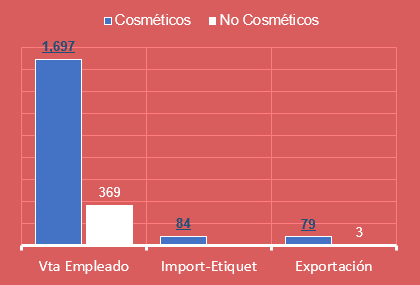 Cosméticos No Cosméticos
1,697
369
84
79
3
Vta Empleado Import-Etiquet Exportación